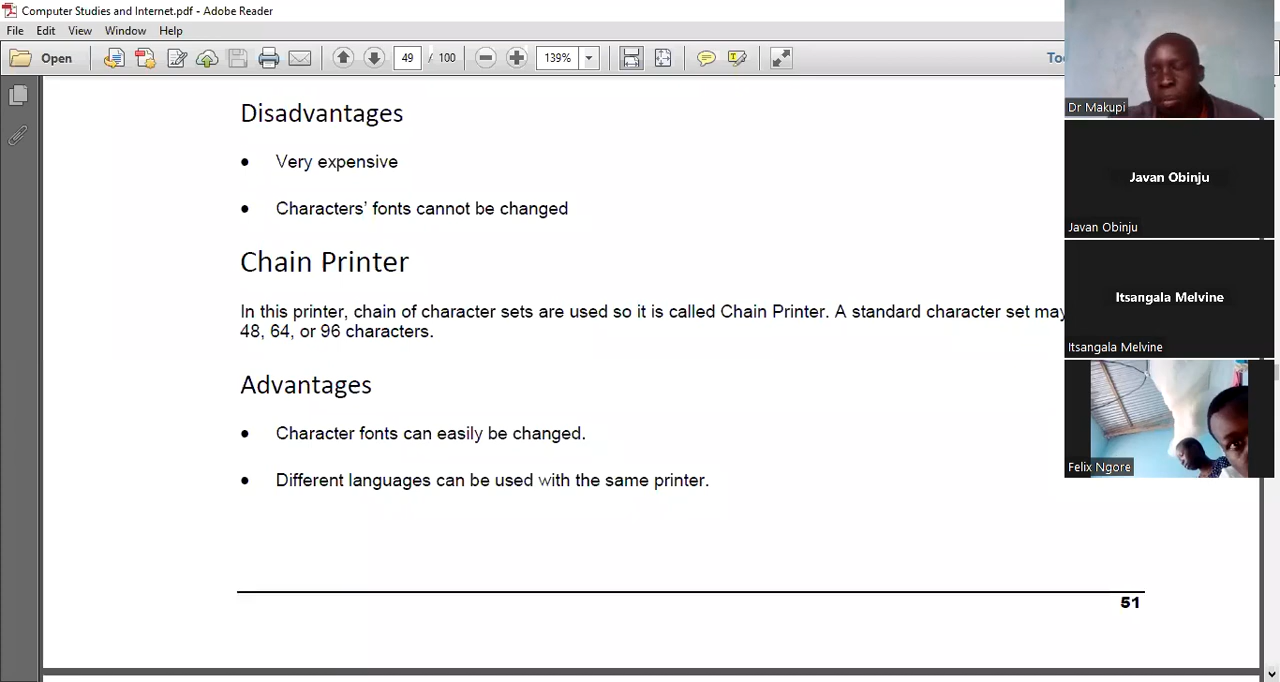 Computer Studies and Internet.pdf - Adobe Reader
File Edit View Window Help
Open 49 / 100 139%
Disadvantages
• Very expensive
• Characters’ fonts cannot be changed
Chain Printer
In this printer, chain of character sets are used so it is called Chain Printer. A standard character set may
48, 64, or 96 characters.
Advantages
• Character fonts can easily be changed.
• Different languages can be used with the same printer.
51
Dr Makupi
Javan Obinju
Javan Obinju
Itsangala Melvine
Itsangala Melvine
Felix Ngore